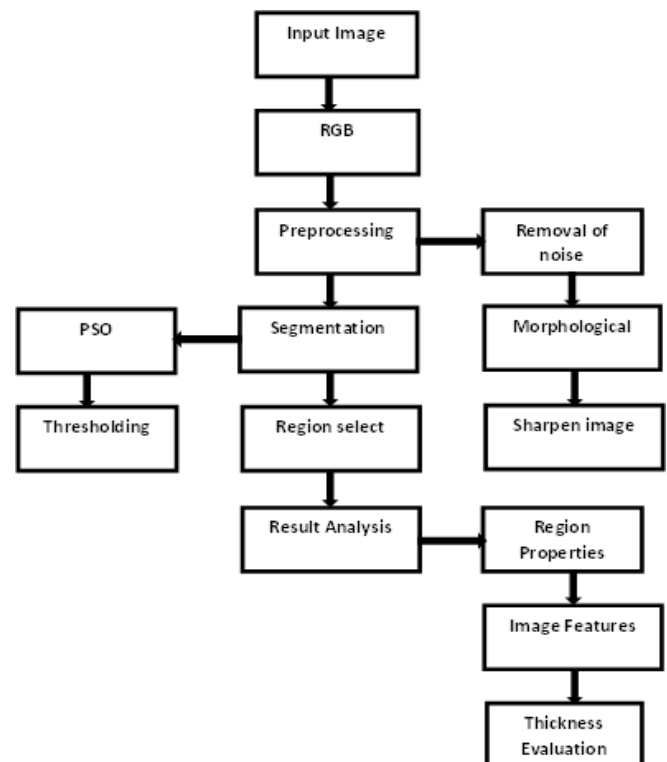 Input Image
RGB
Preprocessing
Removal of
noise
PSO
Segmentation
Morphological
Thresholding
Region select
Sharpen image
Result Analysis
Region
Properties
Image Features
Thickness
Evaluation